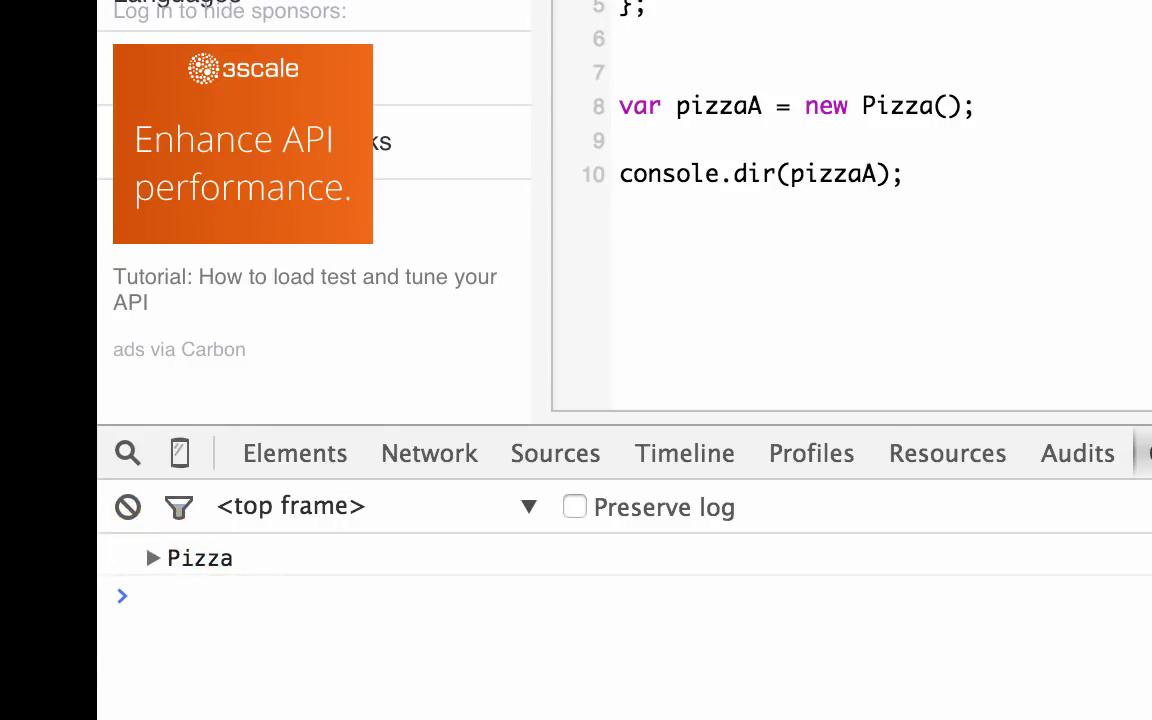 Languages
Log in to hide sponsors:
3scale
Enhance API
performance.
ks
Tutorial: How to load test and tune your
API
ads via Carbon
5 };
6
7
8 var pizzaA = new Pizza();
9
10 console.dir(pizzaA);
Elements Network Sources Timeline Profiles Resources Audits
<top frame> ▼ Preserve log
▶ Pizza
>